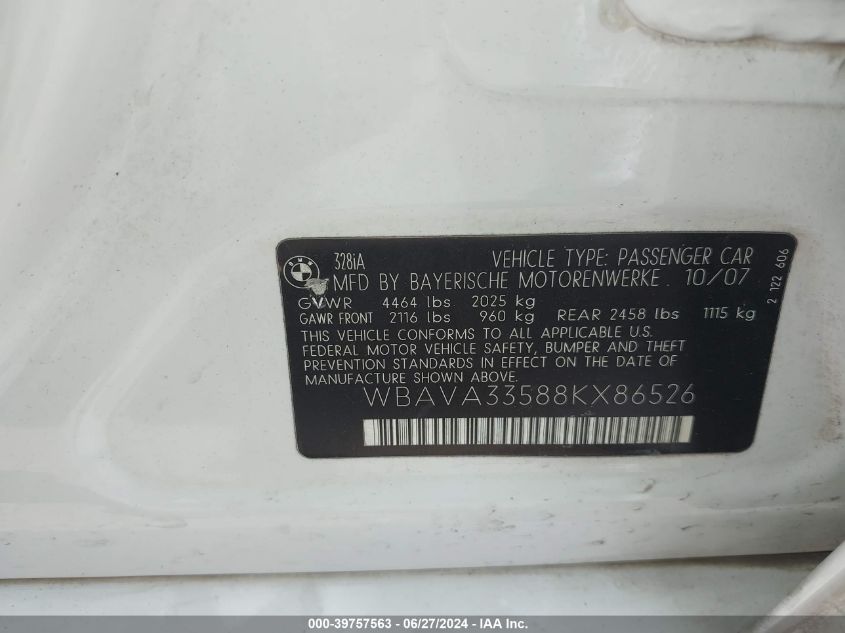 BMW
328iA VEHICLE TYPE: PASSENGER CAR
MFD BY BAYERISCHE MOTORENWERKE 10/07
GVWR 4464 lbs 2025 kg
GAWR FRONT 2116 lbs 960 kg REAR 2458 lbs 1115 kg
THIS VEHICLE CONFORMS TO ALL APPLICABLE U.S.
FEDERAL MOTOR VEHICLE SAFETY, BUMPER AND THEFT
PREVENTION STANDARDS IN EFFECT ON THE DATE OF
MANUFACTURE SHOWN ABOVE.
WBAVA33588KX86526
2 122 606
000-39757563 - 06/27/2024 - IAA Inc.